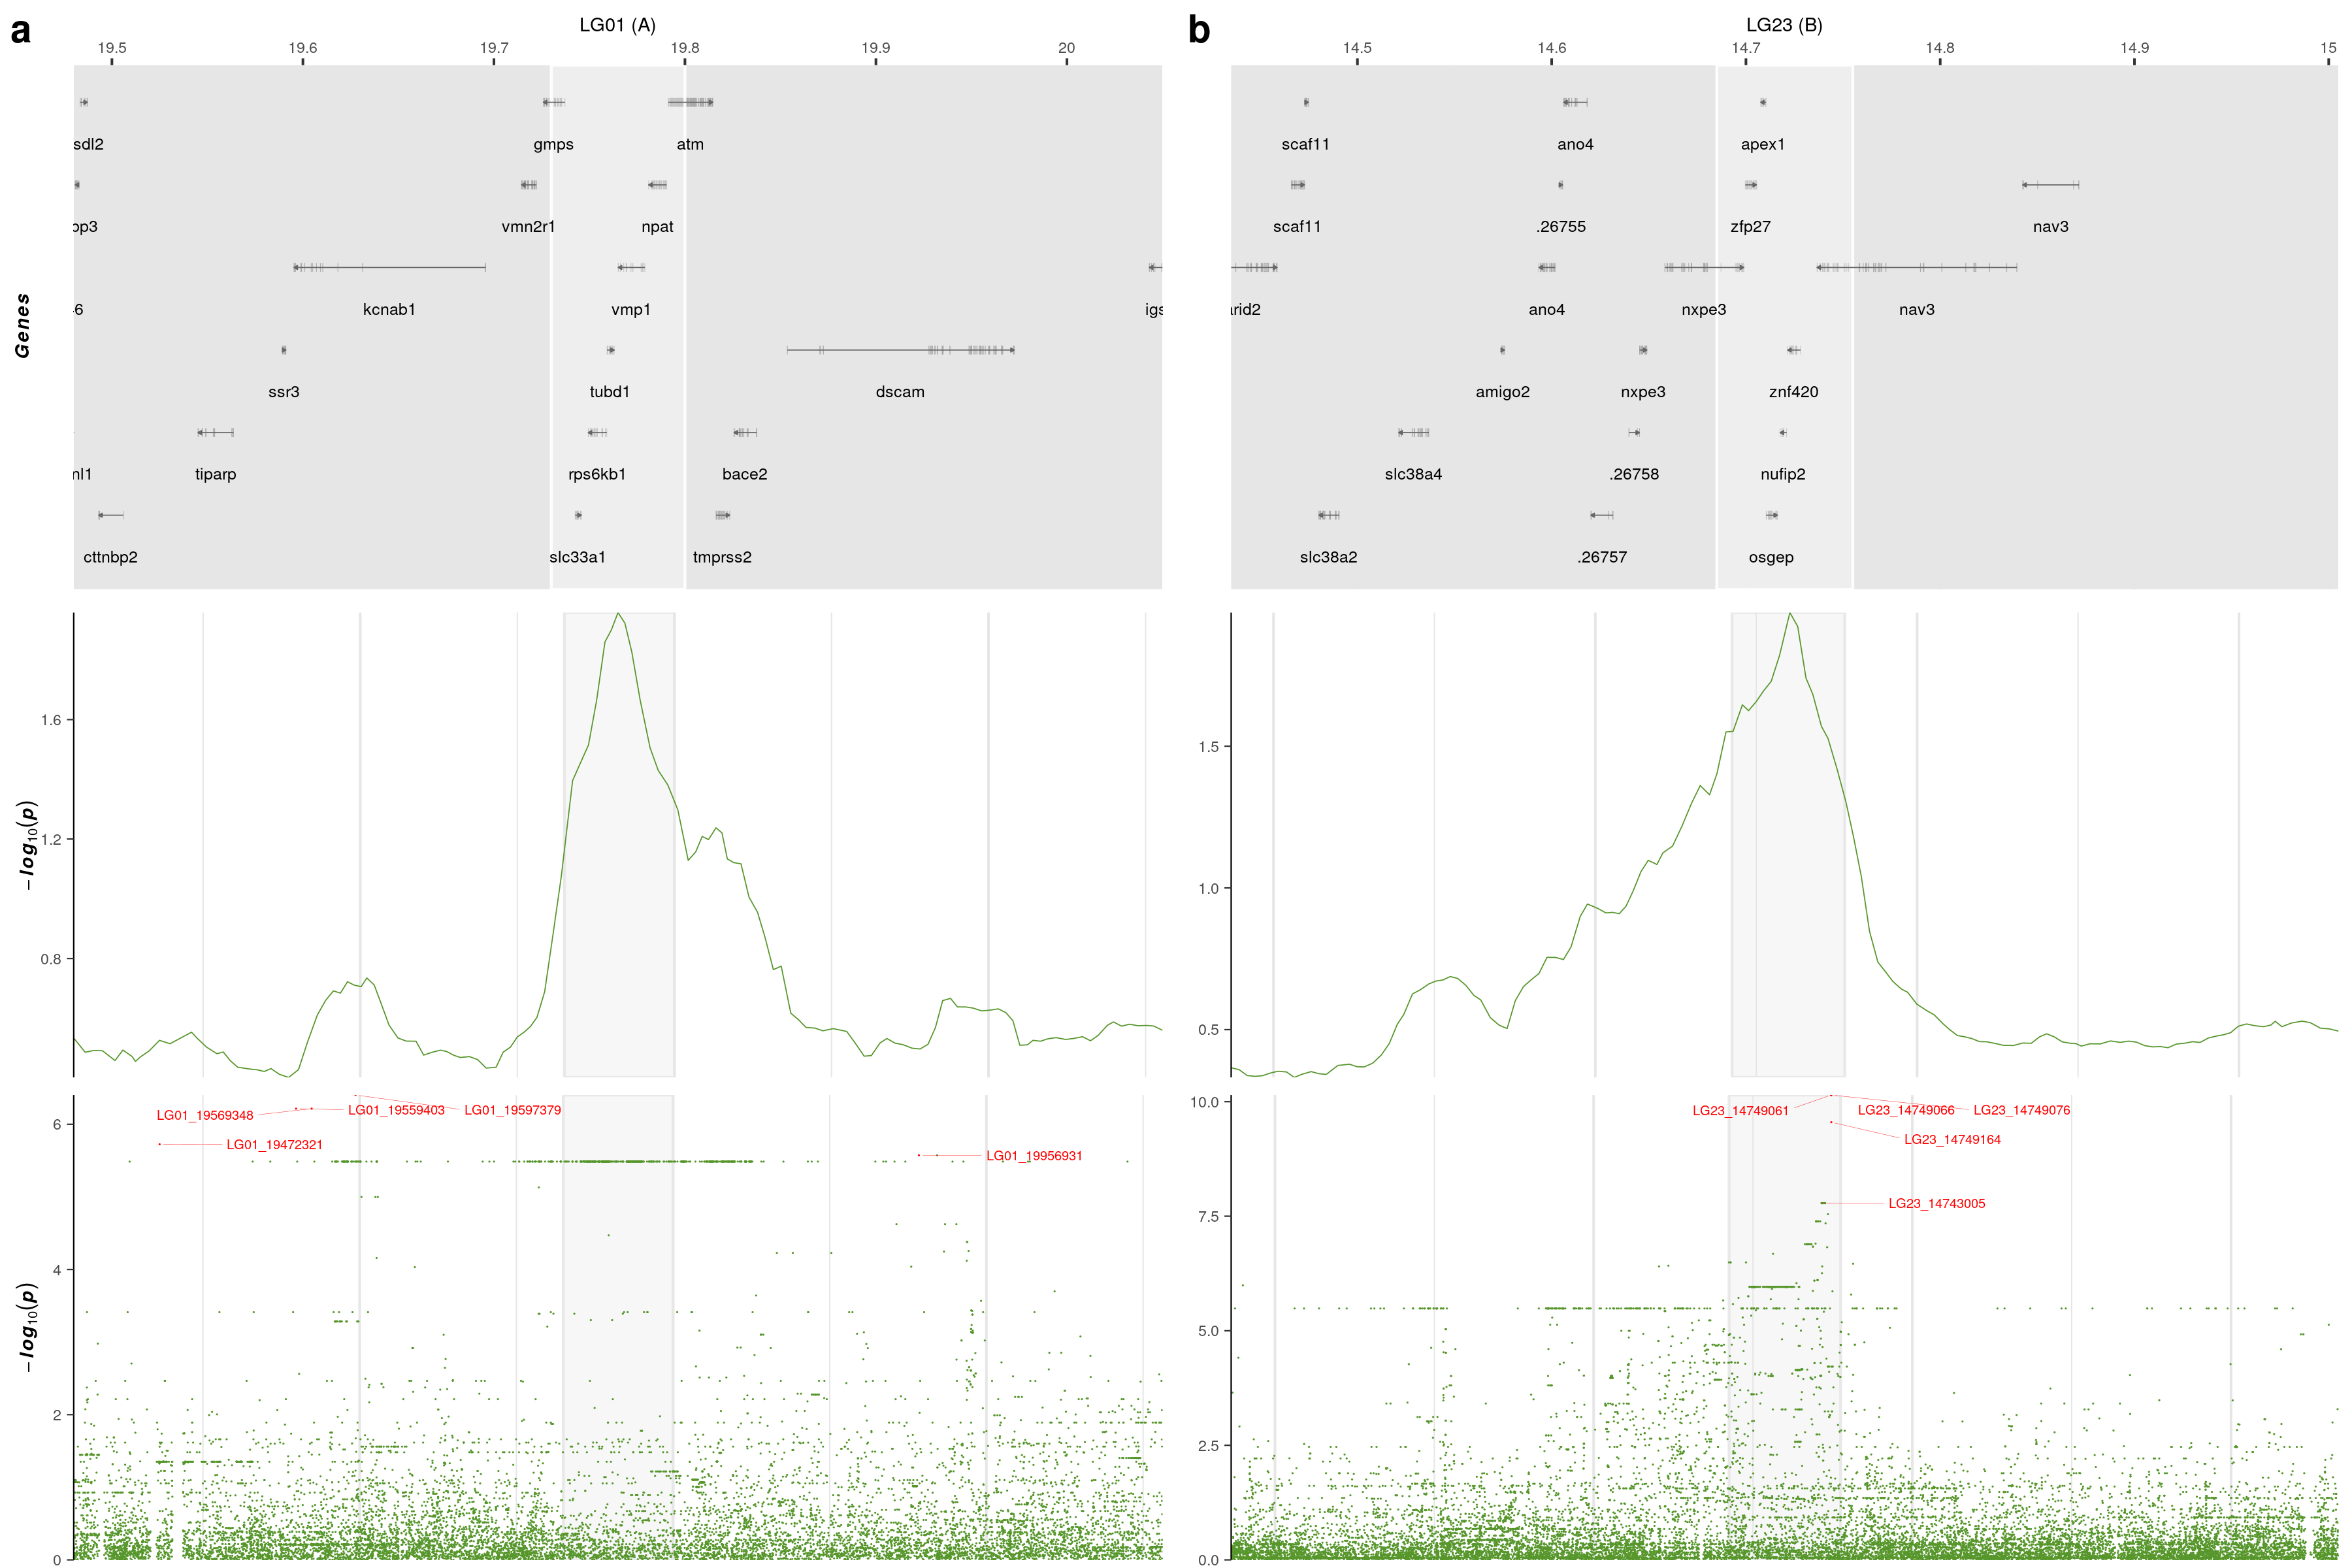 a
LG01 (A)
19.5 19.6 19.7 19.8 19.9 20
sdl2 gmps atm
bp3 vmn2r1 npat
-6 kcnab1 vmp1 igs
ssr3 tubd1 dscam
nl1 tiparp rps6kb1 bace2
cttnbp2 slc33a1 tmprss2
Genes
1.6
1.2
0.8
−log10(p)
LG01_19569348 LG01_19559403 LG01_19597379
LG01_19472321
LG01_19956931
6
4
2
0
−log10(p)
b
LG23 (B)
14.5 14.6 14.7 14.8 14.9 15
scaf11 ano4 apex1
scaf11 .26755 zfp27 nav3
arid2 ano4 nxpe3 nav3
amigo2 nxpe3 znf420
slc38a4 .26758 nufip2
slc38a2 .26757 osgep
1.5
1.0
0.5
LG23_14749061 LG23_14749066 LG23_14749076
LG23_14749164
LG23_14743005
10.0
7.5
5.0
2.5
0.0